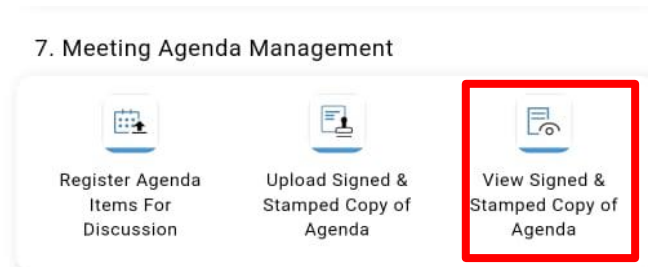 7. Meeting Agenda Management
Register Agenda
Items For
Discussion
Upload Signed &
Stamped Copy of
Agenda
View Signed &
Stamped Copy of
Agenda